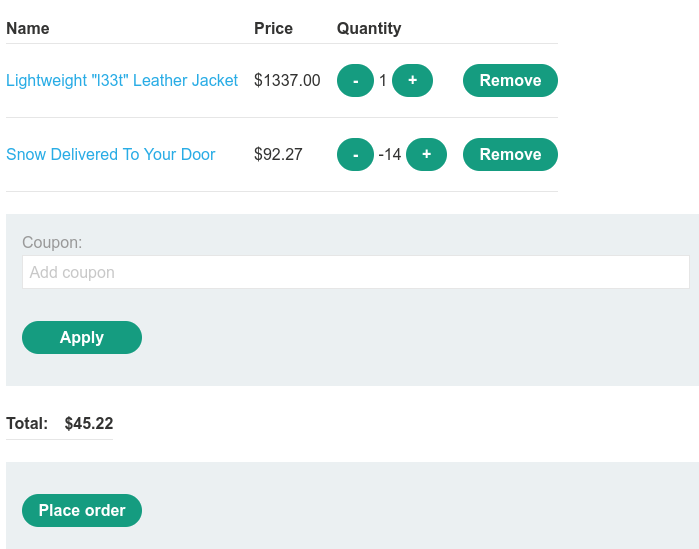 Name Price Quantity
Lightweight "l33t" Leather Jacket $1337.00 - 1 + Remove
Snow Delivered To Your Door $92.27 - -14 + Remove
Coupon:
Add coupon
Apply
Total: $45.22
Place order